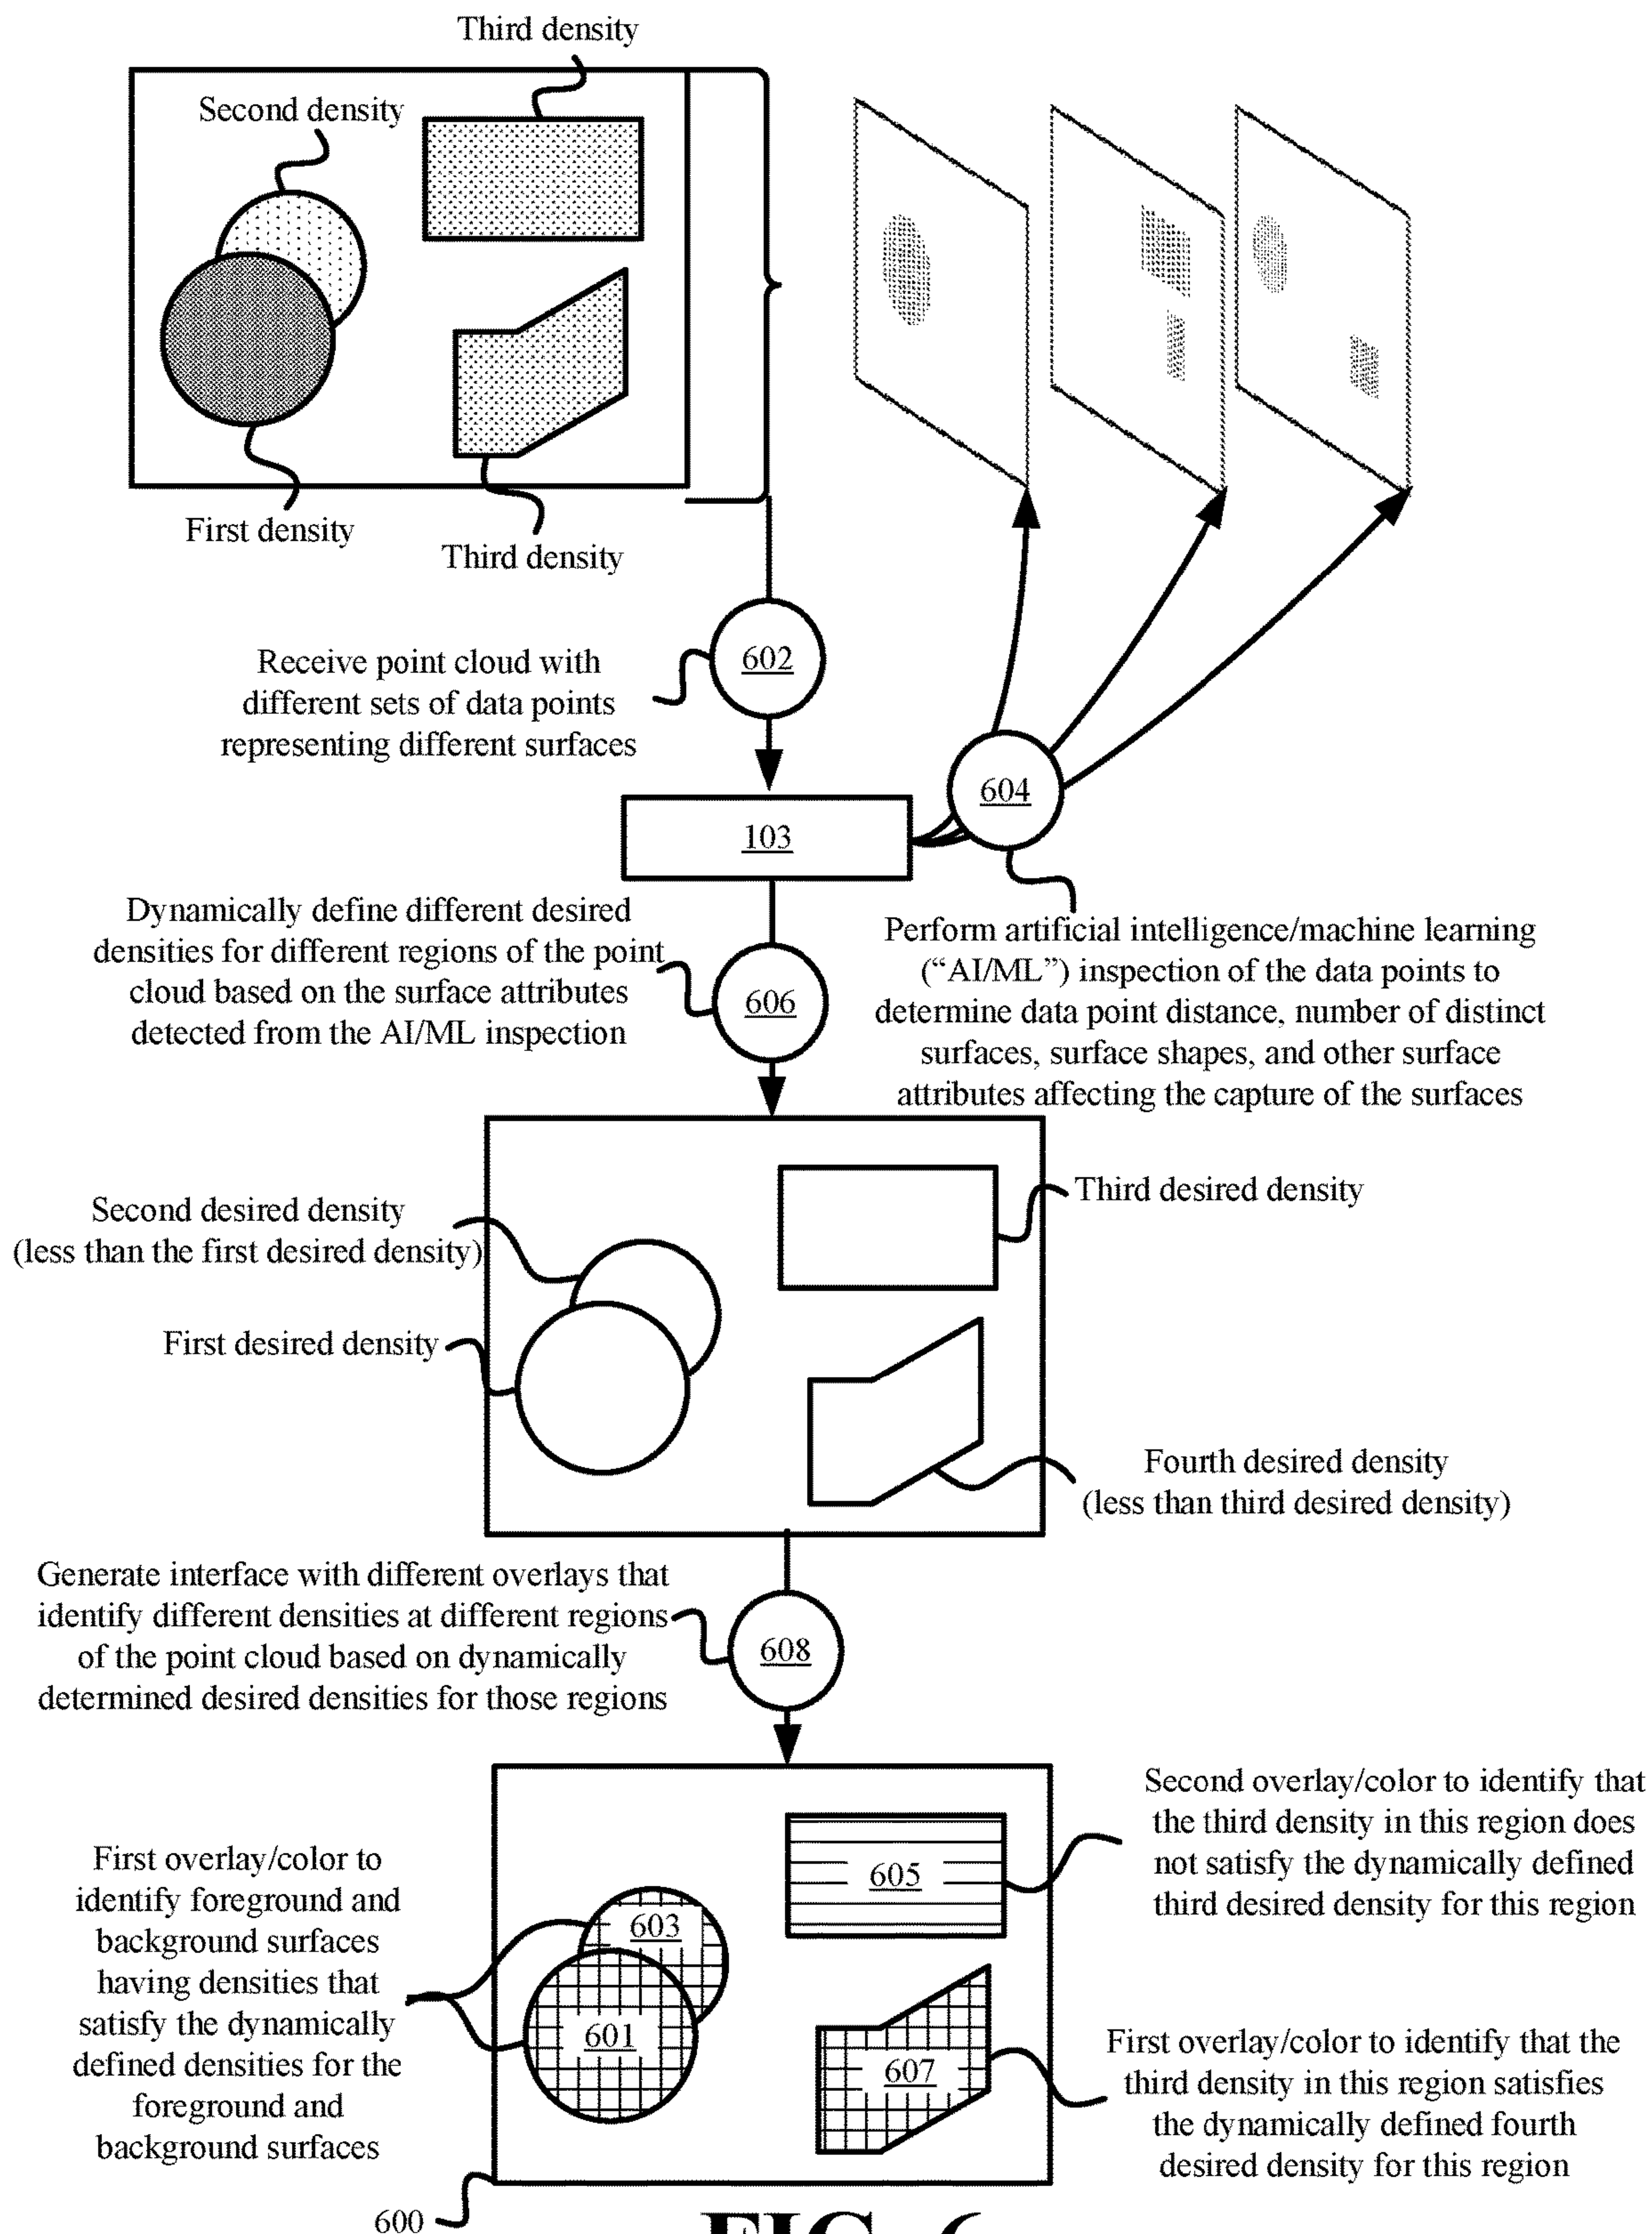 Third density
Second density
First density
Third density
602
Receive point cloud with
different sets of data points
representing different surfaces
604
103
Dynamically define different desired
densities for different regions of the point
cloud based on the surface attributes
detected from the AI/ML inspection
606
Perform artificial intelligence/machine learning
(“AI/ML”) inspection of the data points to
determine data point distance, number of distinct
surfaces, surface shapes, and other surface
attributes affecting the capture of the surfaces
Second desired density
(less than the first desired density)
Third desired density
First desired density
Fourth desired density
(less than third desired density)
Generate interface with different overlays that
identify different densities at different regions
of the point cloud based on dynamically
determined desired densities for those regions
608
Second overlay/color to identify that
the third density in this region does
not satisfy the dynamically defined
third desired density for this region
First overlay/color to
identify foreground and
background surfaces
having densities that
satisfy the dynamically
defined densities for the
foreground and
background surfaces
605
603
601
607
First overlay/color to identify that the
third density in this region satisfies
the dynamically defined fourth
desired density for this region
600
FIG. 6